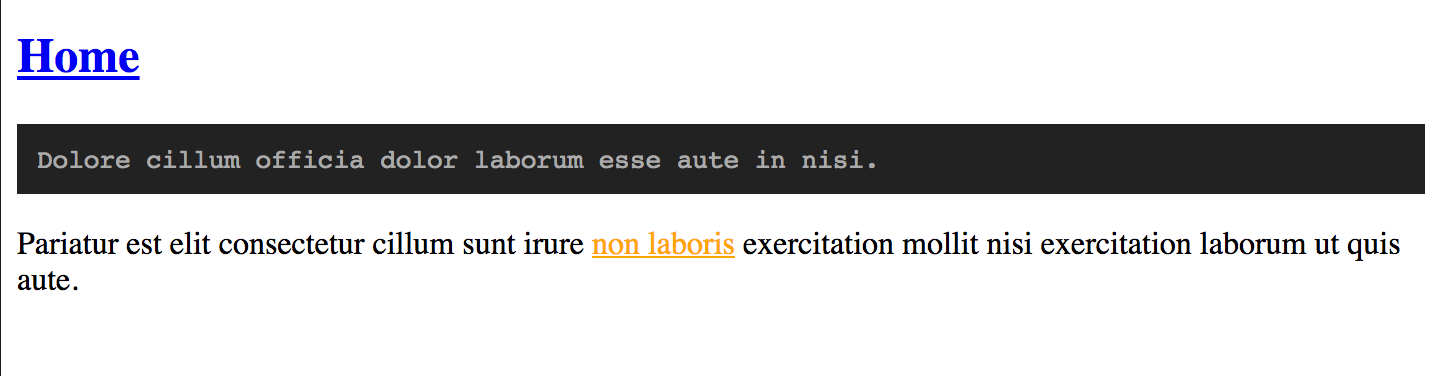 Home
Dolore cillum officia dolor laborum esse aute in nisi.
Pariatur est elit consectetur cillum sunt irure non laboris exercitation mollit nisi exercitation laborum ut quis
aute.